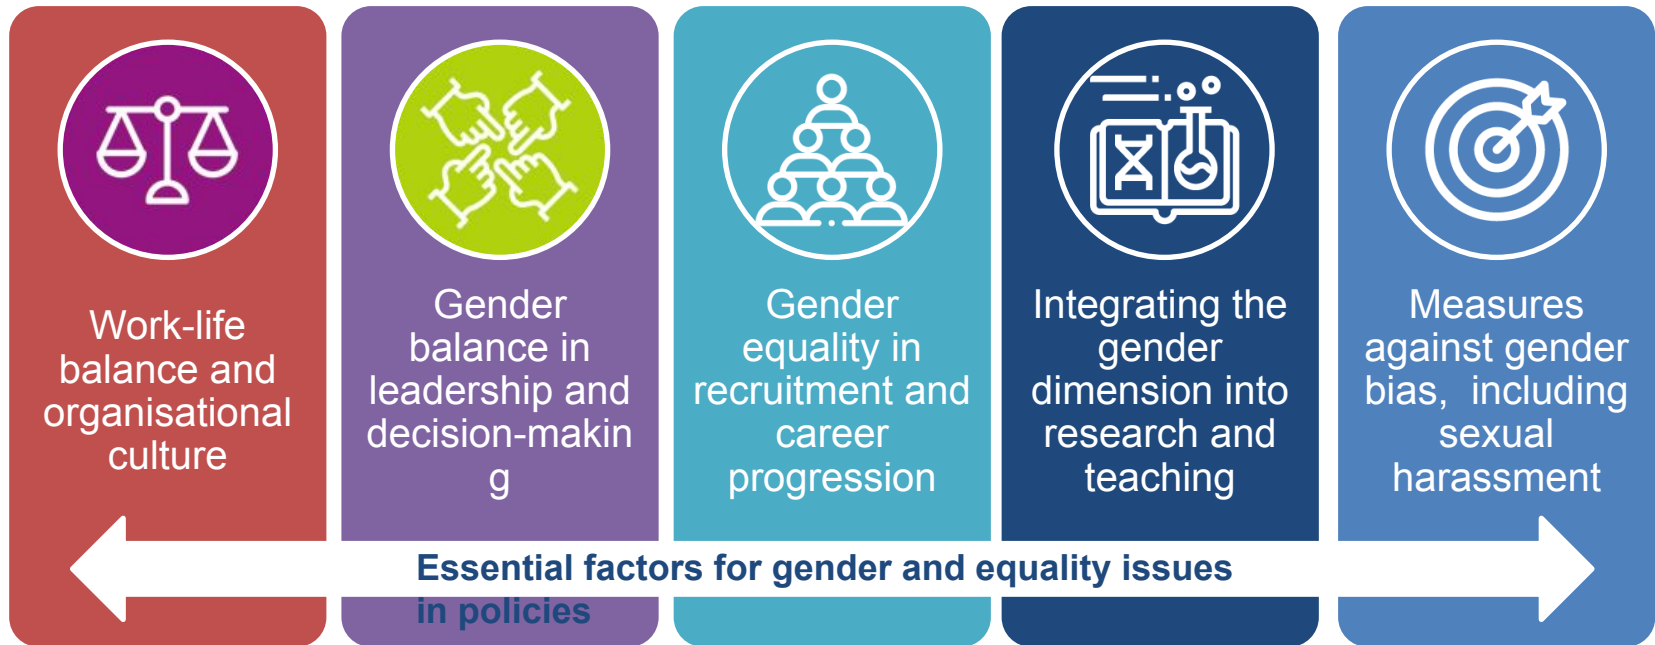 Work-life
balance and
organisational
culture
Gender
balance in
leadership and
decision-makin
g
Gender
equality in
recruitment and
career
progression
Integrating the
gender
dimension into
research and
teaching
Measures
against gender
bias,  including
sexual
harassment
Essential factors for gender and equality issues
in policies